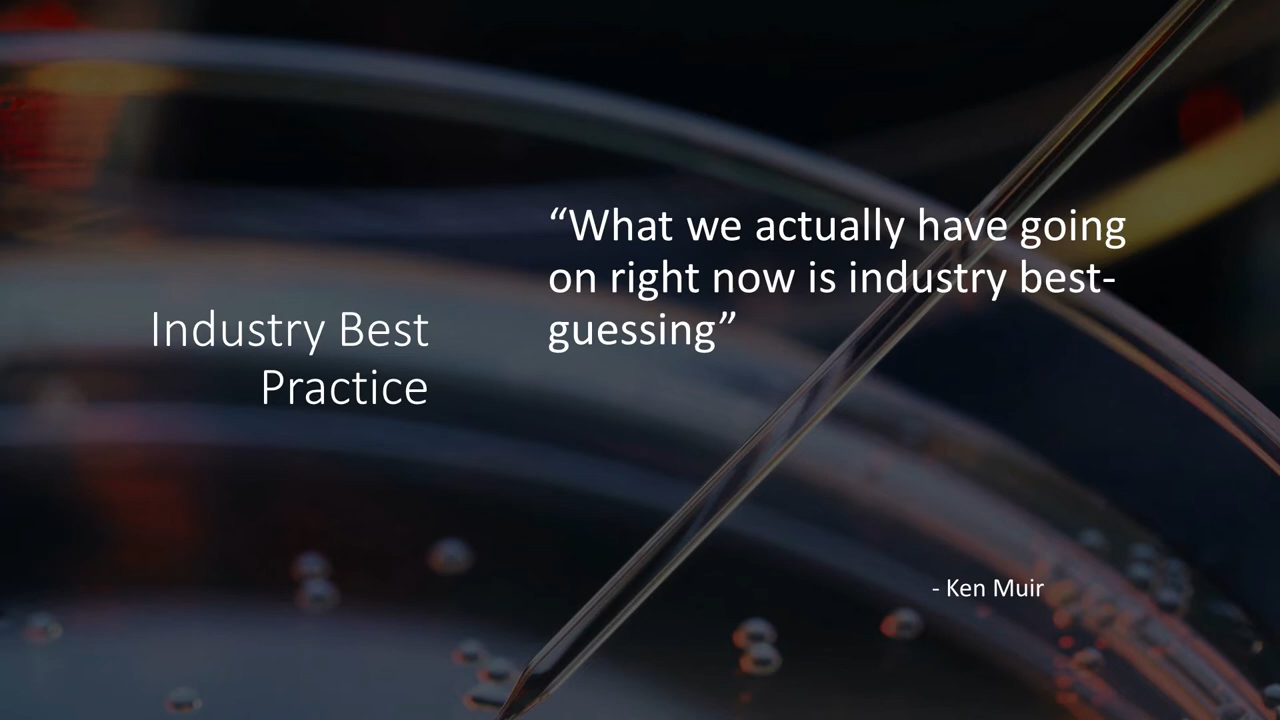 Industry Best
Practice
“What we actually have going
on right now is industry best-
guessing”
- Ken Muir